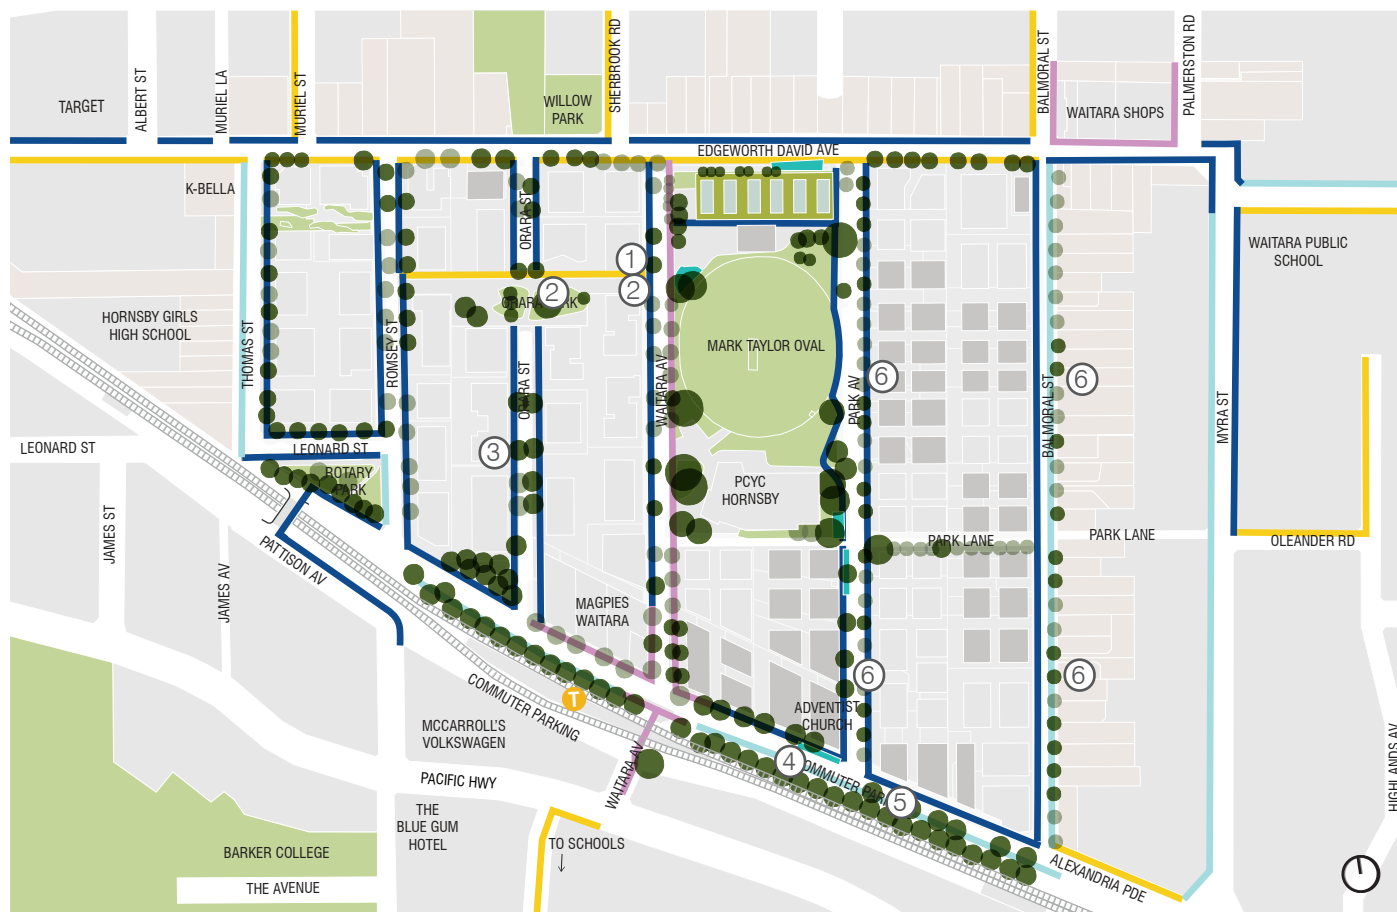 ALBERT ST
MURIEL LA
MURIEL ST
SHERBROOK RD
BALMORAL ST
PALMERSTON RD
TARGET
WILLOW
PARK
WAITARA SHOPS
EDGEWORTH DAVID AVE
K-BELLA
ORARA ST
WAITARA PUBLIC
SCHOOL
1
2
2
ORARA PARK
HORNSBY GIRLS
HIGH SCHOOL
THOMAS ST
ROMSEY ST
ORARA ST
WAITARA AV
MARK TAYLOR OVAL
PARK AV
6
BALMORAL ST
6
MYRA ST
LEONARD ST
LEONARD ST
3
ROTARY
PARK
PCYC
HORNSBY
JAMES ST
PATTISON AV
JAMES AV
PARK LANE
PARK LANE
OLEANDER RD
MAGPIES
WAITARA
6
6
T
COMMUTER PARKING
ADVENTIST
CHURCH
MCCARROLL'S
VOLKSWAGEN
PACIFIC HWY
WAITARA AV
4
5
HIGHLANDS AV
THE
BLUE GUM
HOTEL
TO SCHOOLS
BARKER COLLEGE
THE AVENUE
ALEXANDRIA PDE